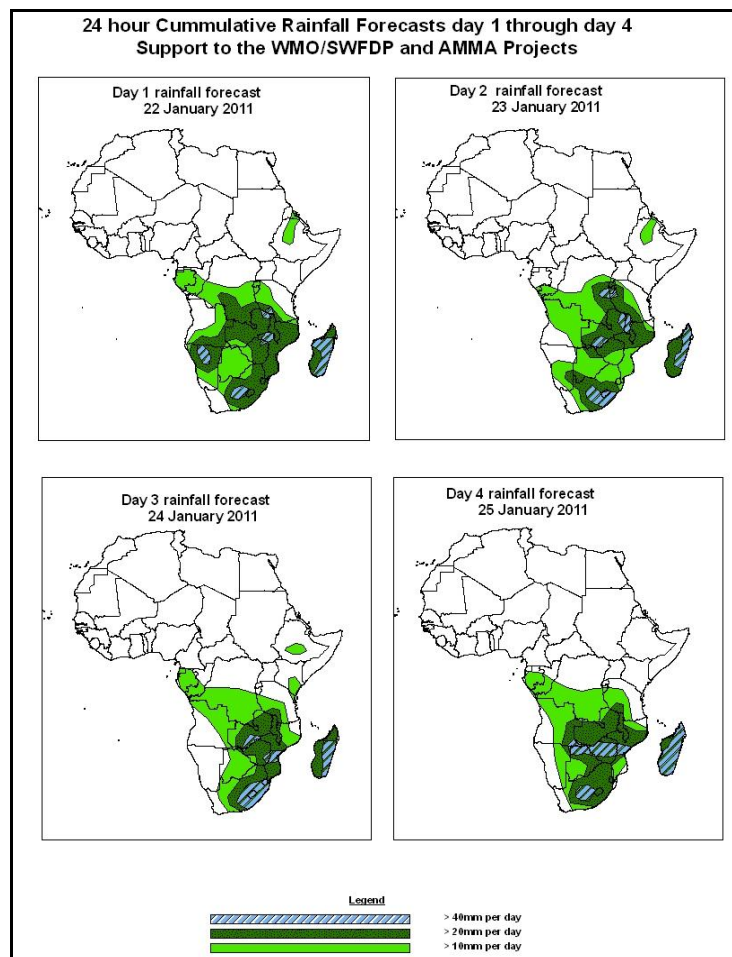 24 hour Cummulative Rainfall Forecasts day 1 through day 4
Support to the WMO/SWFDP and AMMA Projects
Day 1 rainfall forecast
22 January 2011
Day 2 rainfall forecast
23 January 2011
Day 3 rainfall forecast
24 January 2011
Day 4 rainfall forecast
25 January 2011
Legend
> 40mm per day
> 20mm per day
> 10mm per day